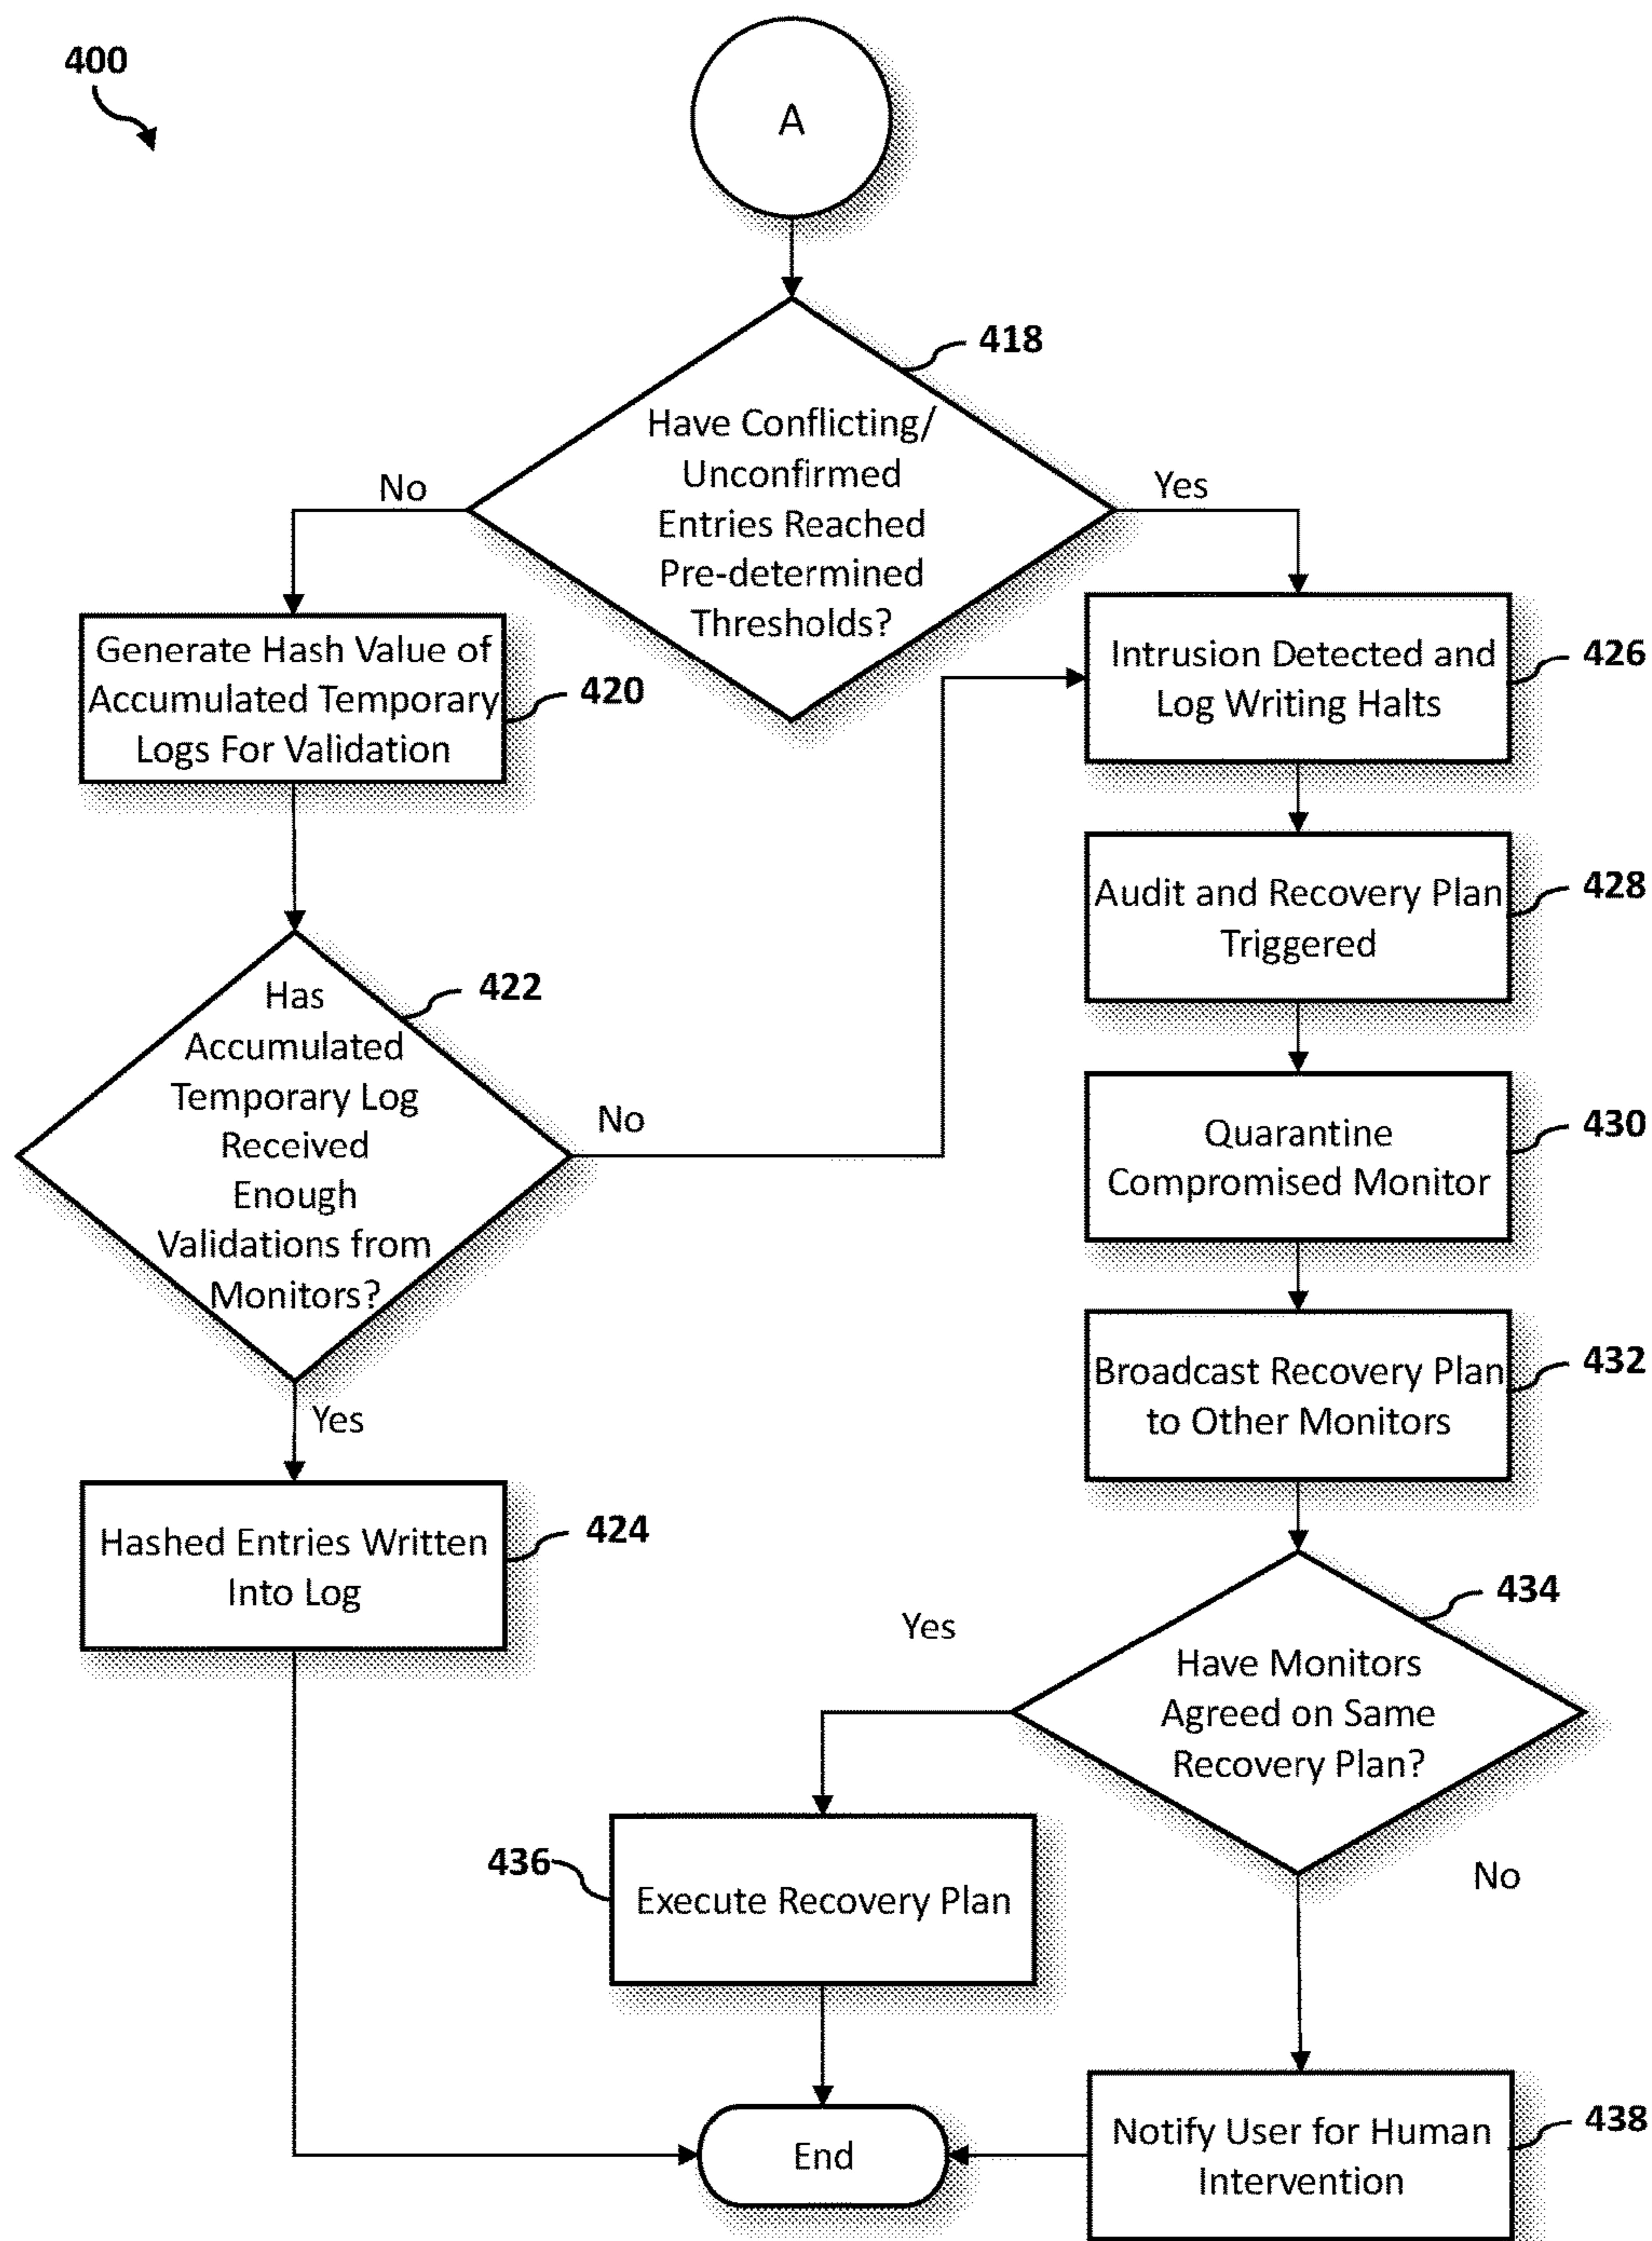 400
A
418
Have Conflicting/
Unconfirmed
Entries Reached
Pre-determined
Thresholds?
No
Yes
Generate Hash Value of
Accumulated Temporary
Logs For Validation
420
Intrusion Detected and
Log Writing Halts
426
Audit and Recovery Plan
Triggered
428
Has
Accumulated
Temporary Log
Received
Enough
Validations from
Monitors?
422
No
Yes
Quarantine
Compromised Monitor
430
Broadcast Recovery Plan
to Other Monitors
432
Hashed Entries Written
Into Log
424
434
Have Monitors
Agreed on Same
Recovery Plan?
Yes
No
436
Execute Recovery Plan
End
Notify User for Human
Intervention
438